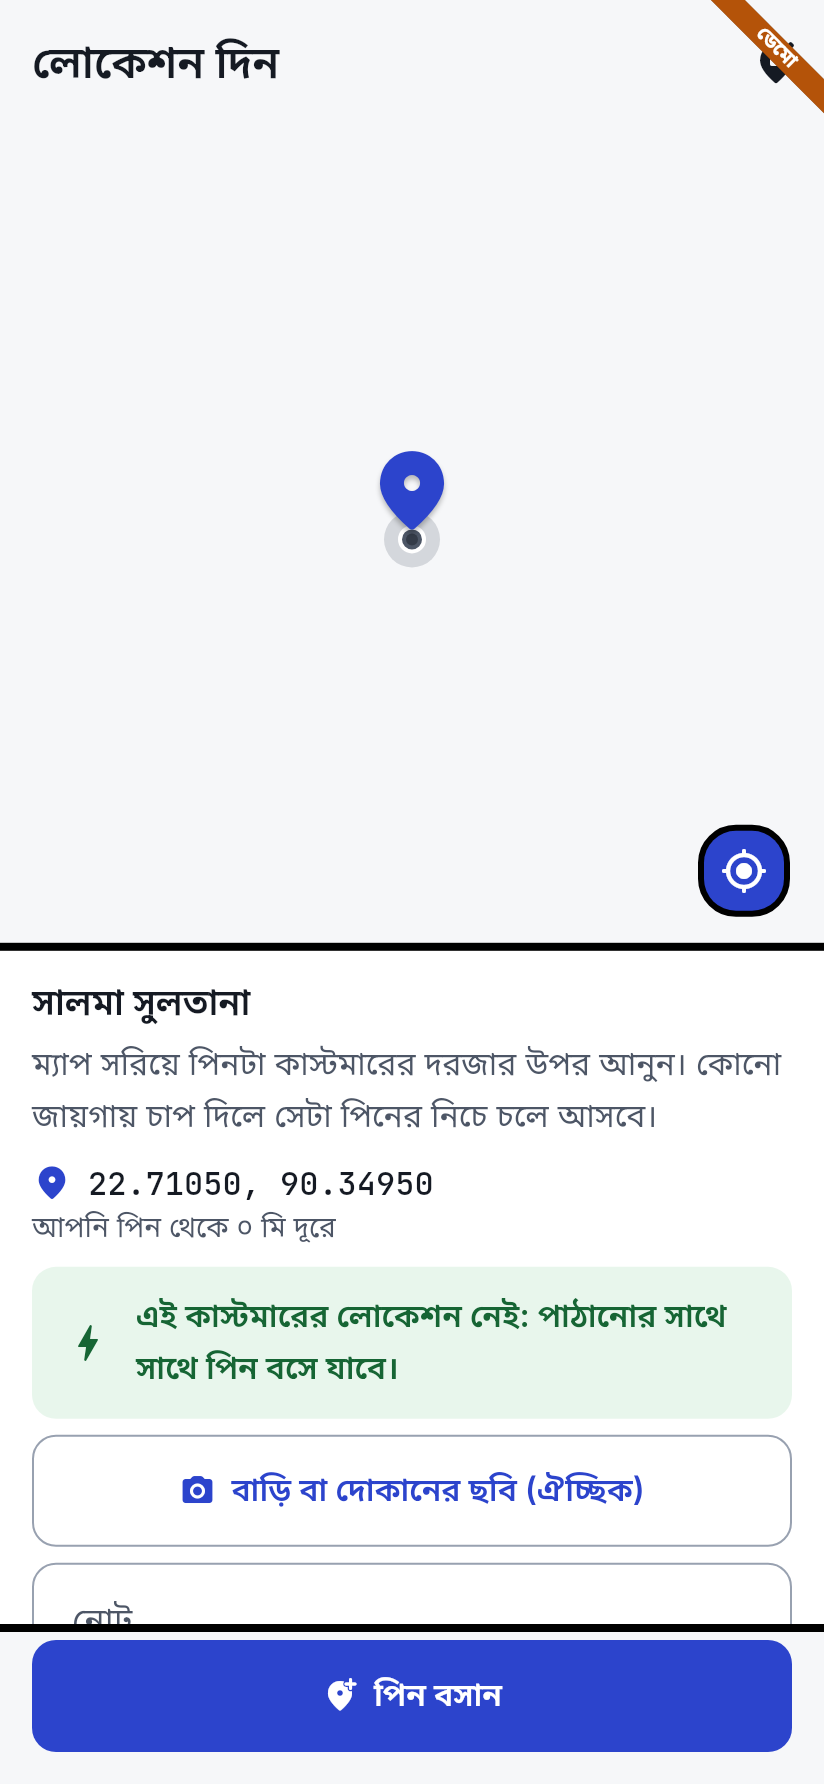 লোকেশন দিন
ডেমো
সালমা সুলতানা
ম্যাপ সরিয়ে পিনটা কাস্টমারের দরজার উপর আনুন। কোনো
জায়গায় চাপ দিলে সেটা পিনের নিচে চলে আসবে।
22.71050, 90.34950
আপনি পিন থেকে ০ মি দূরে
এই কাস্টমারের লোকেশন নেই: পাঠানোর সাথে
সাথে পিন বসে যাবে।
বাড়ি বা দোকানের ছবি (ঐচ্ছিক)
নোট
পিন বসান